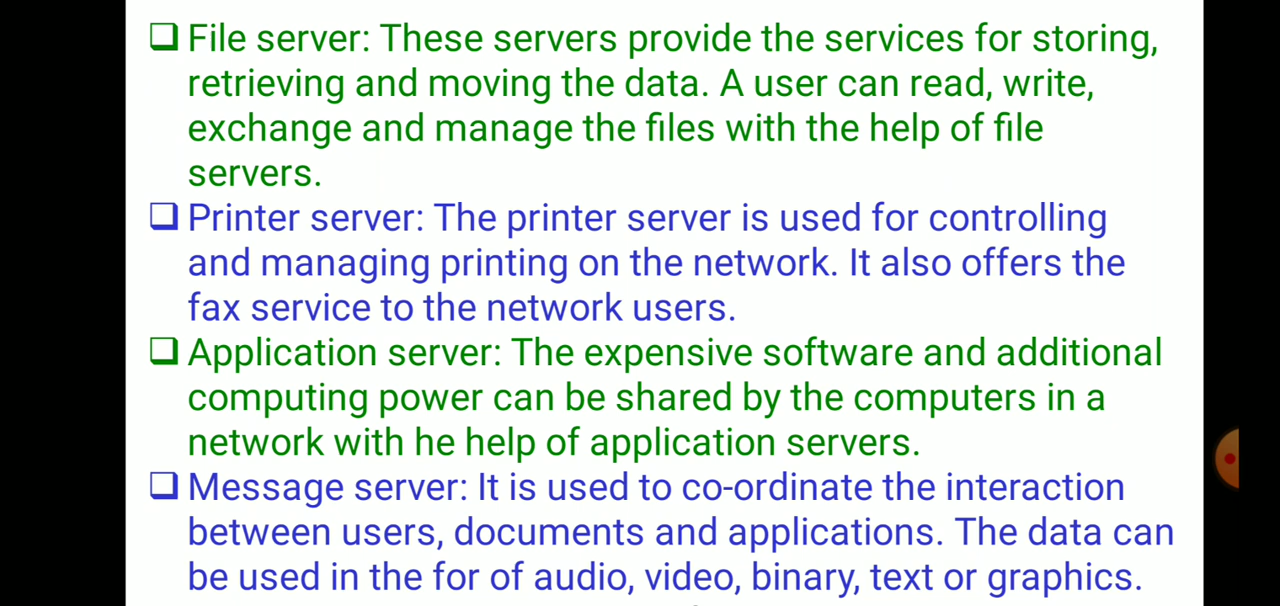 ❑ File server: These servers provide the services for storing,
retrieving and moving the data. A user can read, write,
exchange and manage the files with the help of file
servers.
❑ Printer server: The printer server is used for controlling
and managing printing on the network. It also offers the
fax service to the network users.
❑ Application server: The expensive software and additional
computing power can be shared by the computers in a
network with he help of application servers.
❑ Message server: It is used to co-ordinate the interaction
between users, documents and applications. The data can
be used in the for of audio, video, binary, text or graphics.